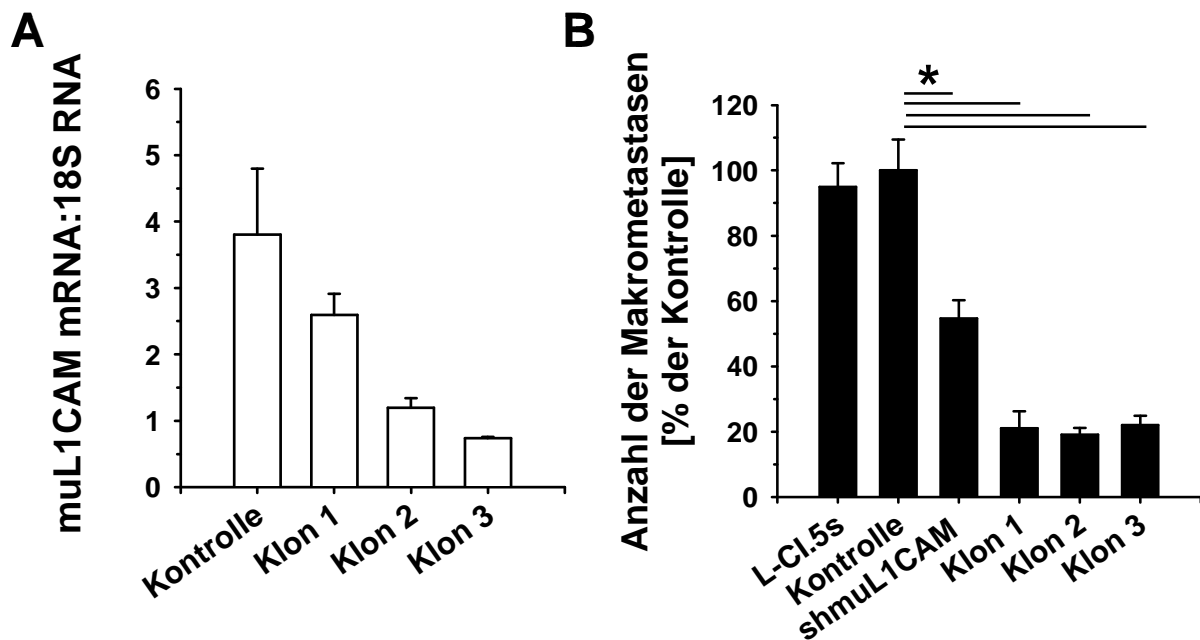 A
muL1CAM mRNA:18S RNA
6
5
4
3
2
1
0
Kontrolle
Klon 1
Klon 2
Klon 3
B
*
Anzahl der Makrometastasen
[% der Kontrolle]
120
100
80
60
40
20
0
L-CI.5s
Kontrolle
shmuL1CAM
Klon 1
Klon 2
Klon 3